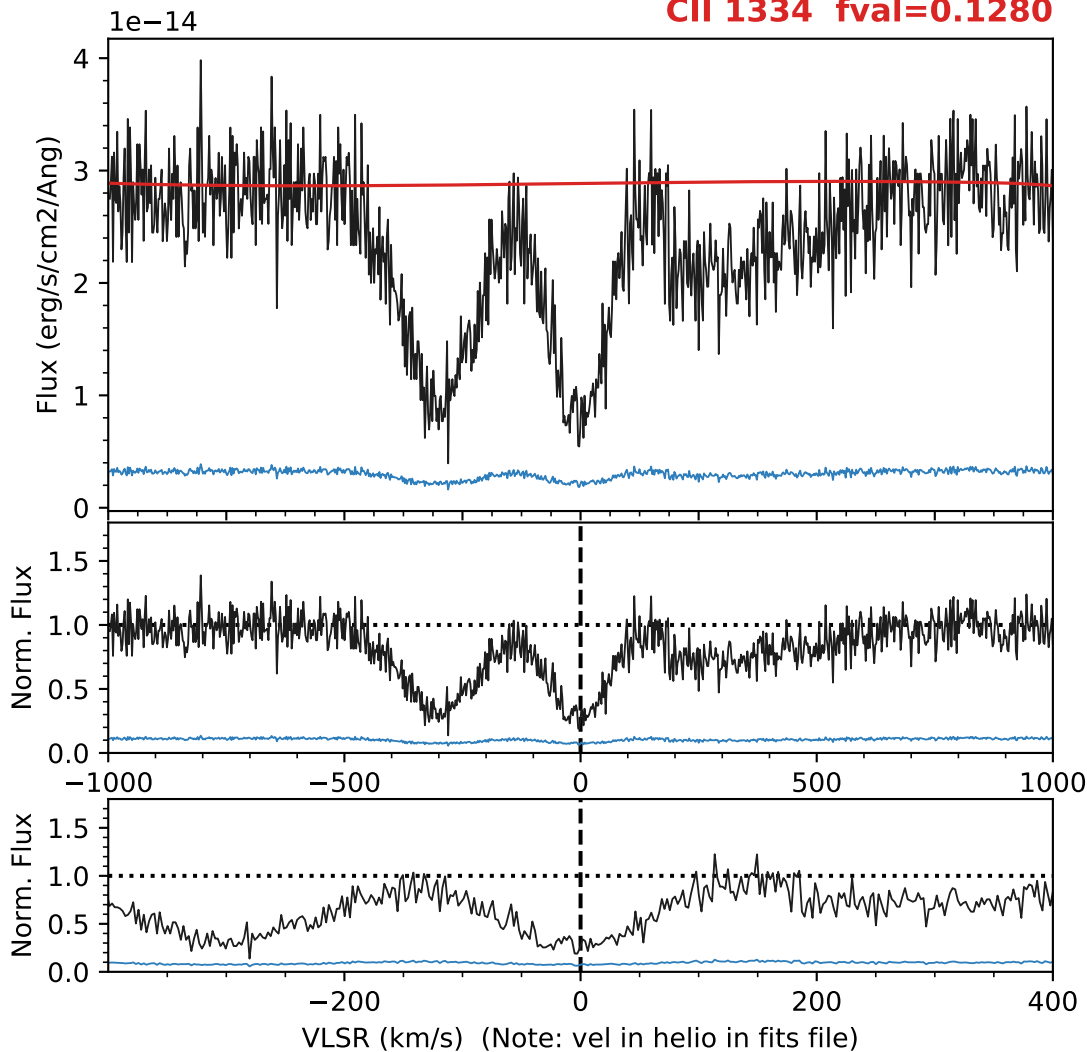 CII 1334 fval=0.1280
1e−14
4
3
2
1
0
Flux (erg/s/cm2/Ang)
1.5
1.0
0.5
0.0
Norm. Flux
−1000 −500 0 500 1000
1.5
1.0
0.5
0.0
Norm. Flux
−200 0 200 400
VLSR (km/s) (Note: vel in helio in fits file)